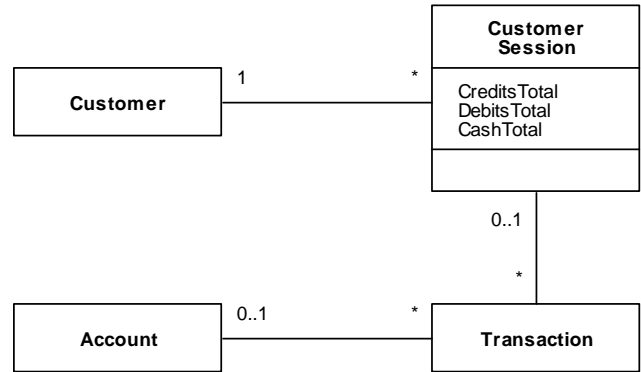 Customer
Session
CreditsTotal
DebitsTotal
CashTotal
1
*
Customer
0..1
*
0..1
*
Account
Transaction